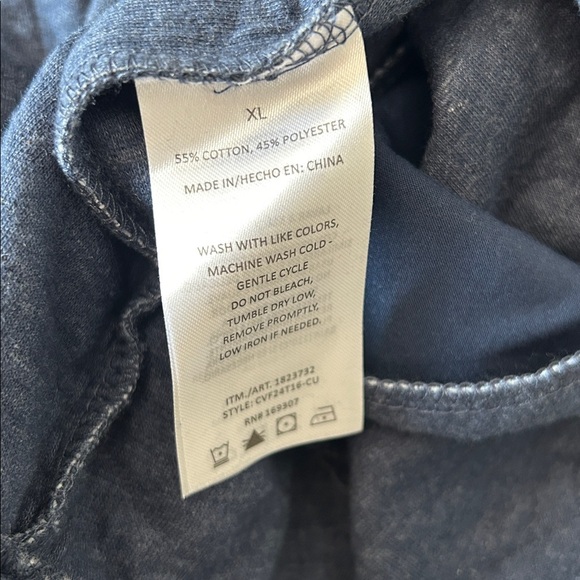 XL
55% COTTON, 45% POLYESTER
MADE IN/HECHO EN: CHINA
WASH WITH LIKE COLORS,
MACHINE WASH COLD -
GENTLE CYCLE
DO NOT BLEACH,
TUMBLE DRY LOW,
REMOVE PROMPTLY,
LOW IRON IF NEEDED.
ITM./ART. 1823732
STYLE: CVF24T16-CU
RN# 169307